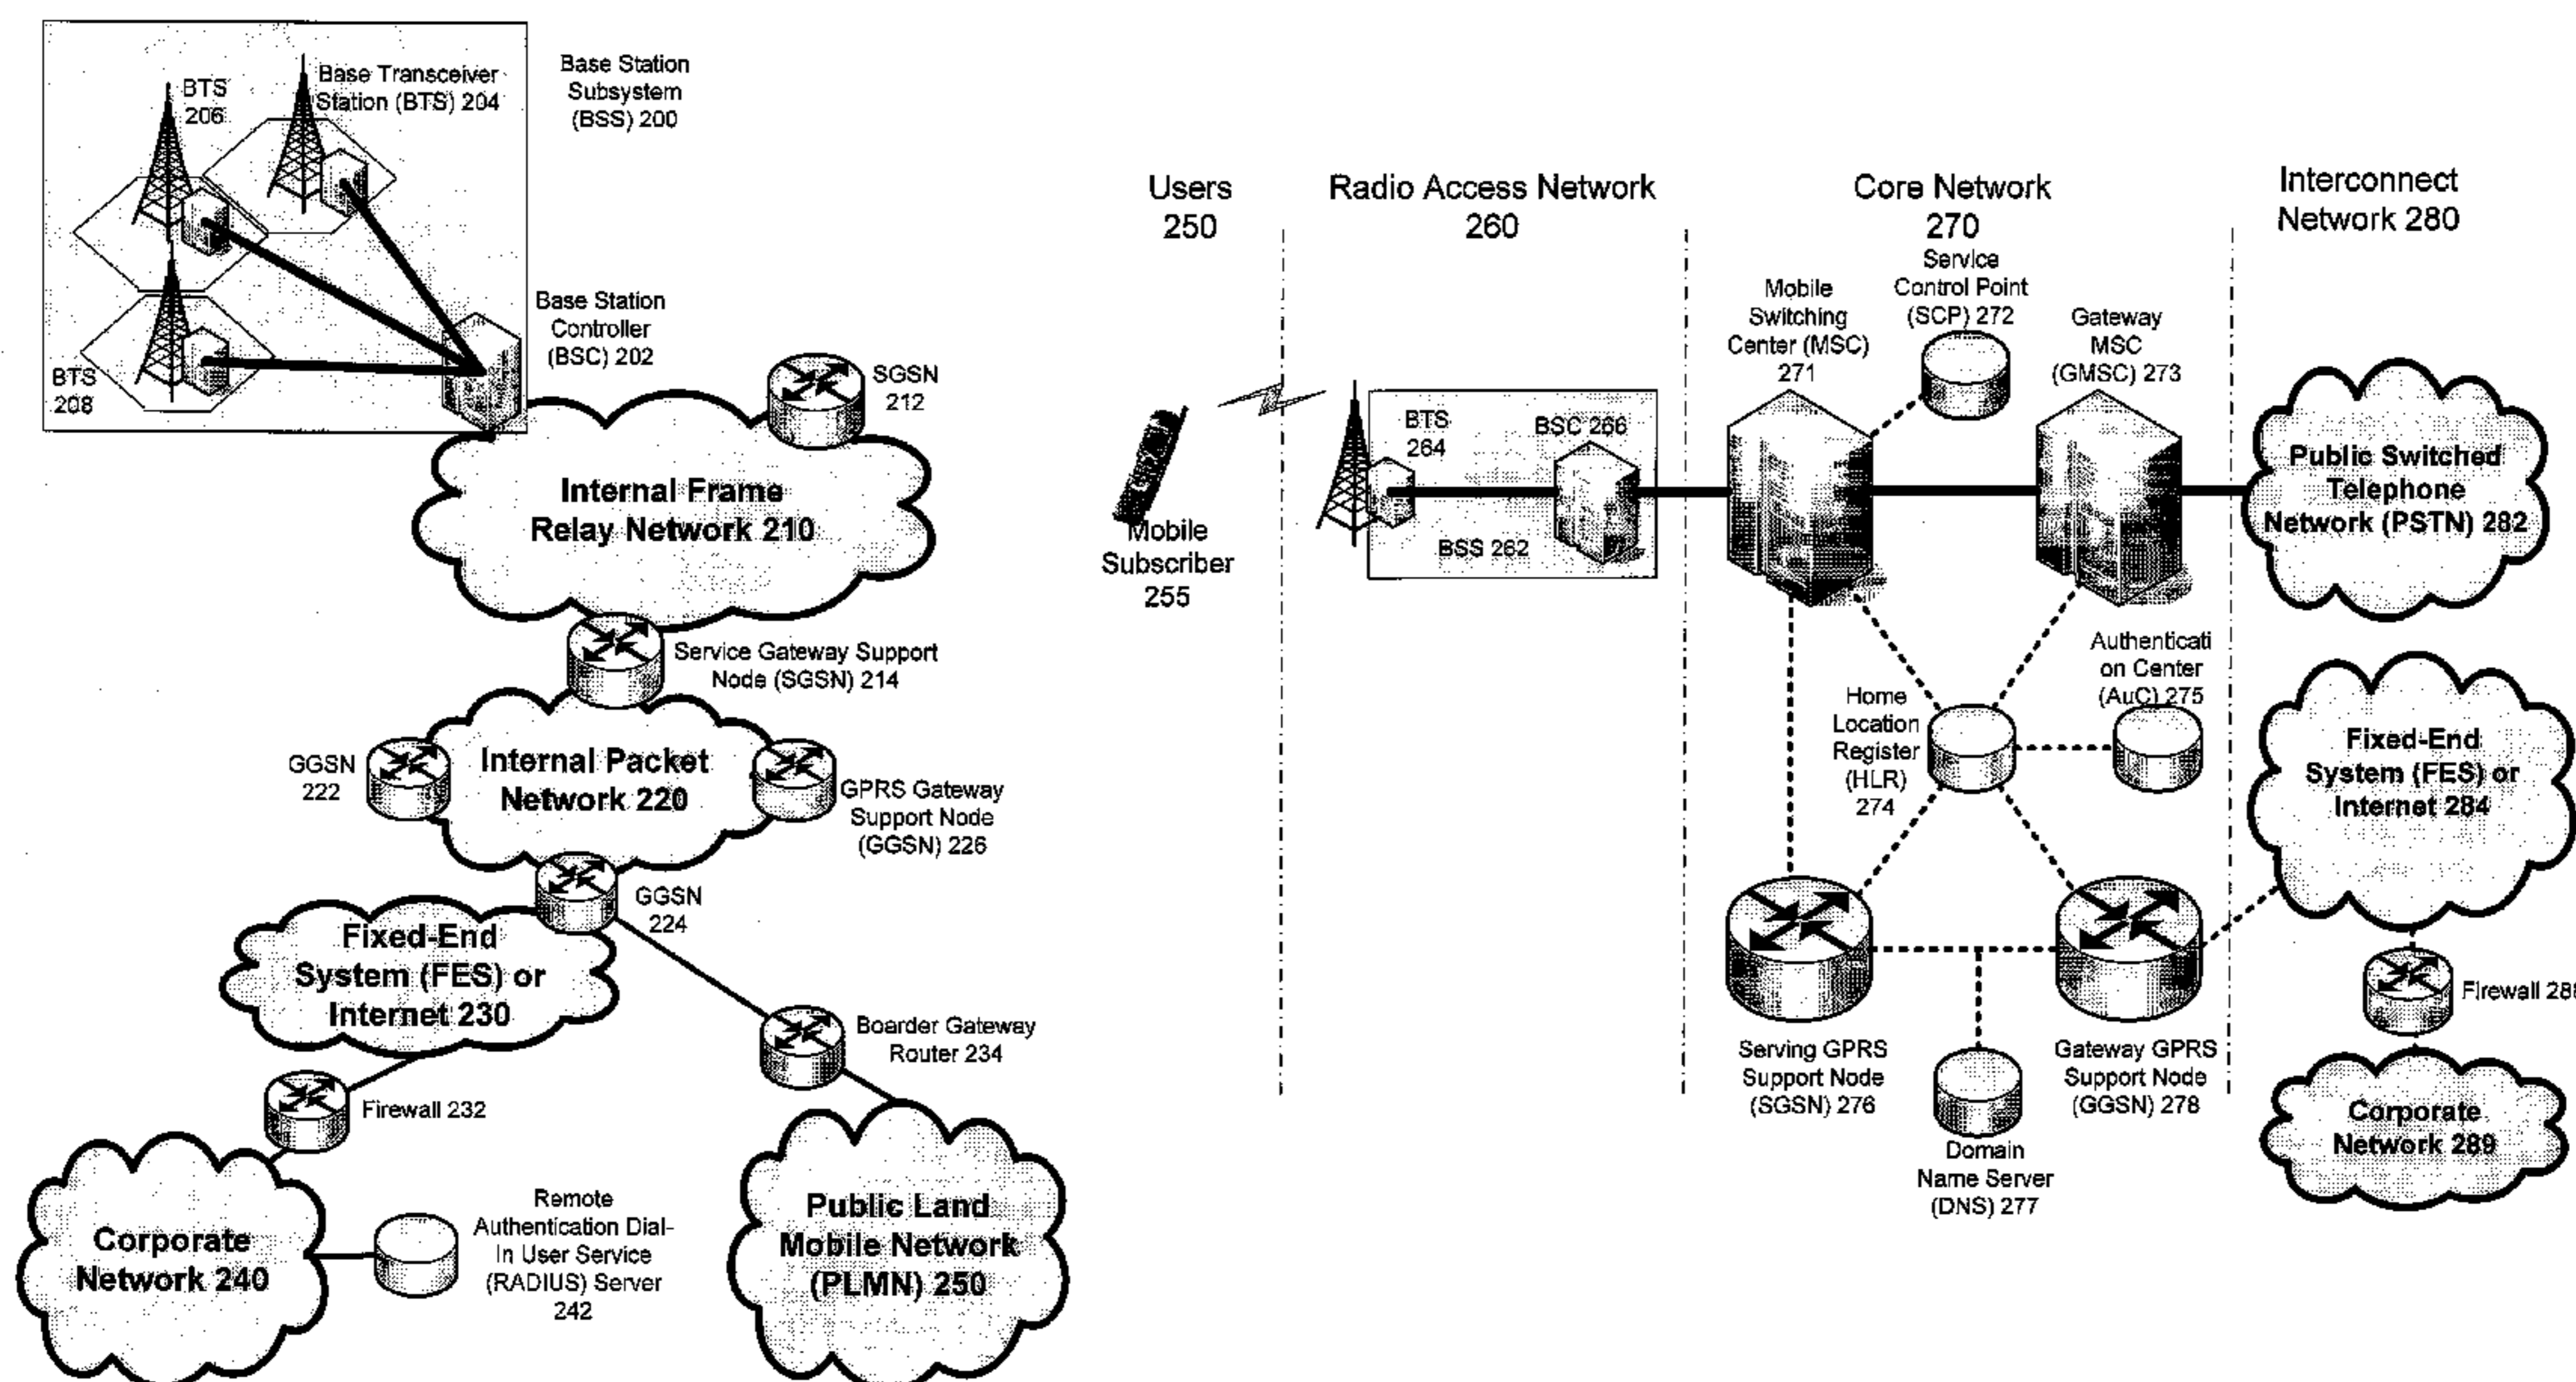 BTS
206
Base Transceiver
Station (BTS) 204
Base Station
Subsystem
(BSS) 200
Base Station
Controller
(BSC) 202
BTS
208
SGSN
212
Internal Frame
Relay Network 210
Service Gateway Support
Node (SGSN) 214
GGSN
222
Internal Packet
Network 220
GPRS Gateway
Support Node
(GGSN) 226
GGSN
224
Fixed-End
System (FES) or
Internet 230
Boarder Gateway
Router 234
Firewall 232
Corporate
Network 240
Remote
Authentication Dial-
In User Service
(RADIUS) Server
242
Public Land
Mobile Network
(PLMN) 250
Users
250
Radio Access Network
260
Core Network
270
Interconnect
Network 280
Mobile
Subscriber
255
BTS
264
BSC 266
BSS 262
Mobile
Switching
Center (MSC)
271
Service
Control Point
(SCP) 272
Gateway
MSC
(GMSC) 273
Public Switched
Telephone
Network (PSTN) 282
Home
Location
Register
(HLR)
274
Authenticati
on Center
(AuC) 275
Fixed-End
System (FES) or
Internet 284
Serving GPRS
Support Node
(SGSN) 276
Gateway GPRS
Support Node
(GGSN) 278
Domain
Name Server
(DNS) 277
Firewall
Corporate
Network 289